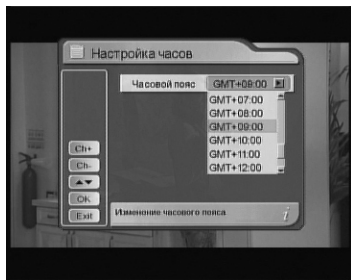 Настройка часов
Часовой пояс GMT+09:00
GMT+07:00
GMT+08:00
GMT+09:00
GMT+10:00
GMT+11:00
GMT+12:00
Ch+
Ch-
OK
Exit
Изменение часового пояса